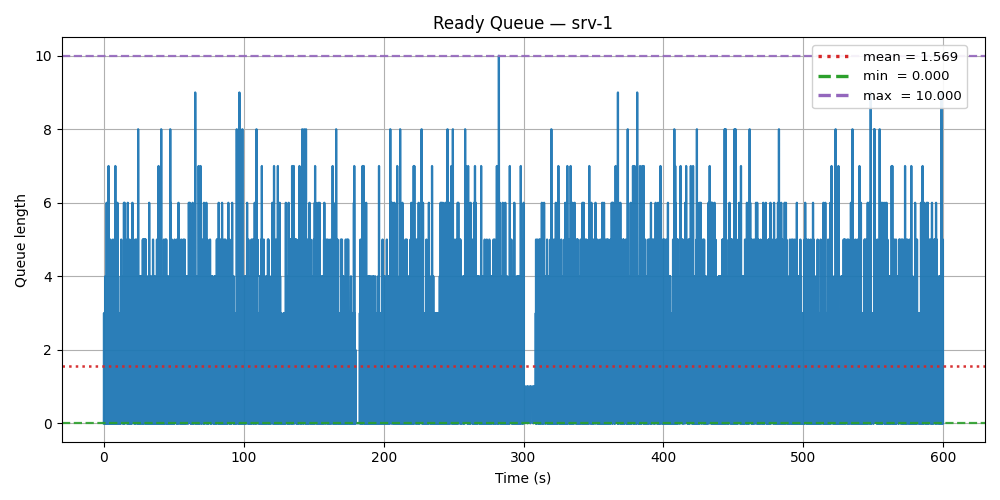 Ready Queue — srv-1
Queue length
10
8
6
4
2
0
mean = 1.569
min  = 0.000
max  = 10.000
0
100
200
300
400
500
600
Time (s)